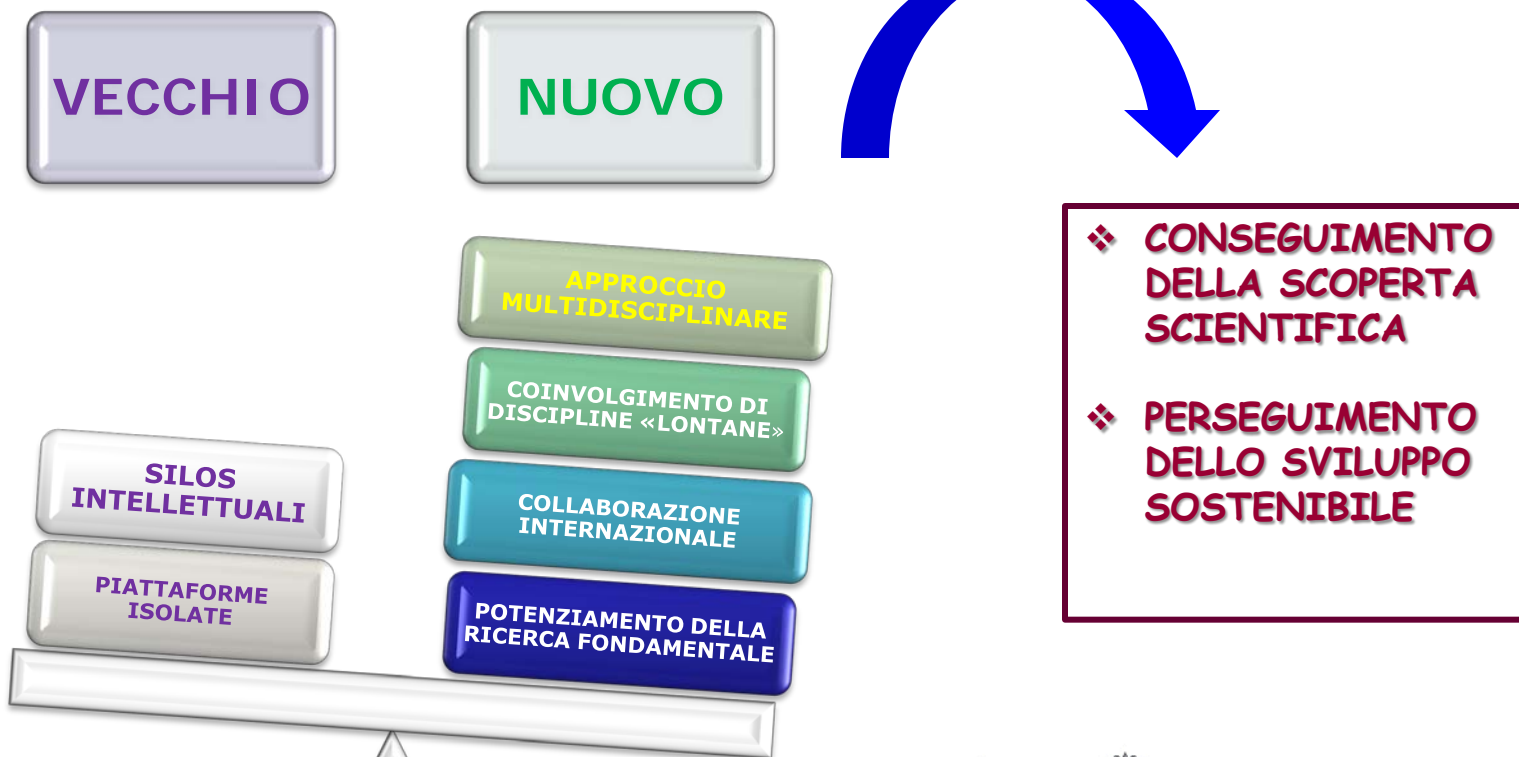 VECCHIO
NUOVO
SILOS
INTELLETTUALI
PIATTAFORME
ISOLATE
APPROCCIO
MULTIDISCIPLINARE
COINVOLGIMENTO DI
DISCIPLINE «LONTANE»
COLLABORAZIONE
INTERNAZIONALE
POTENZIAMENTO DELLA
RICERCA FONDAMENTALE
❖ CONSEGUIMENTO
DELLA SCOPERTA
SCIENTIFICA
❖ PERSEGUIMENTO
DELLO SVILUPPO
SOSTENIBILE